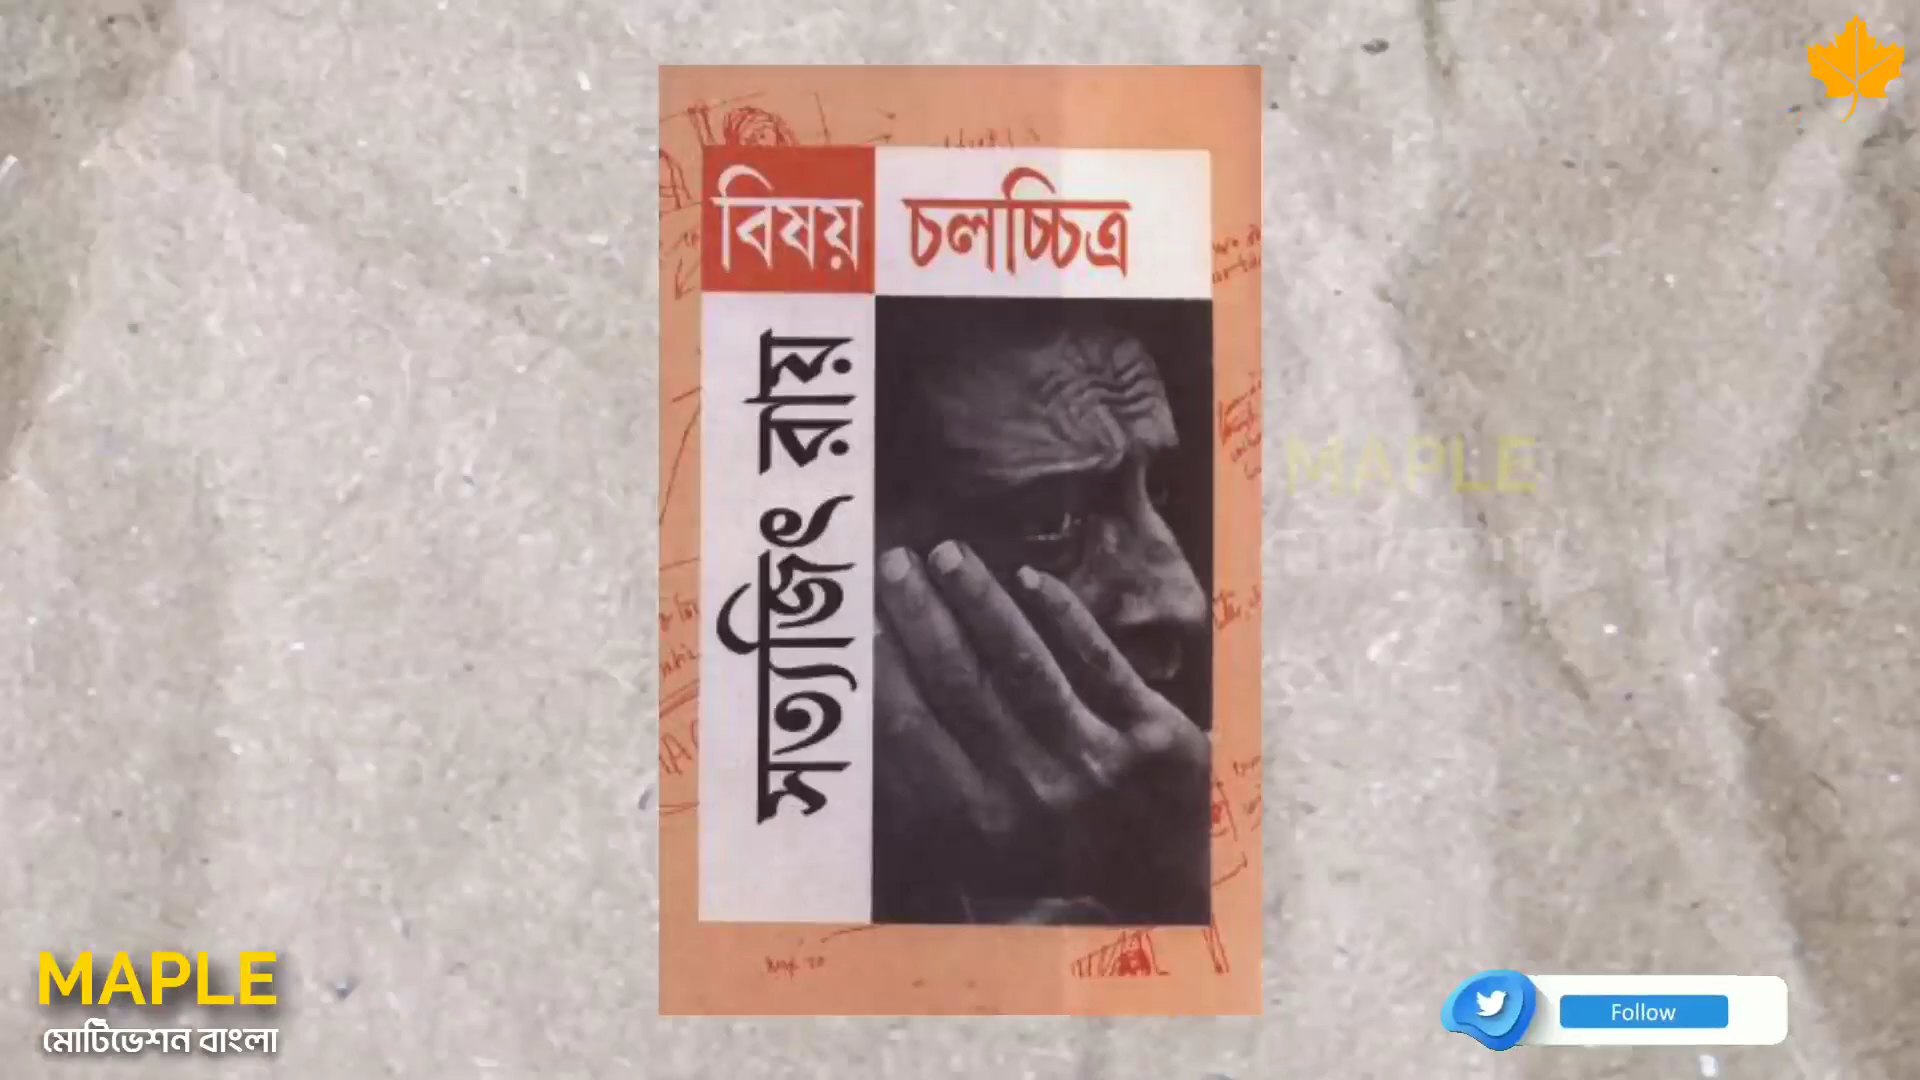 বিষয় চলচ্চিত্র
সত্যজিৎ রায়
MAPLE
MAPLE
মোটিভেশন বাংলা
Follow